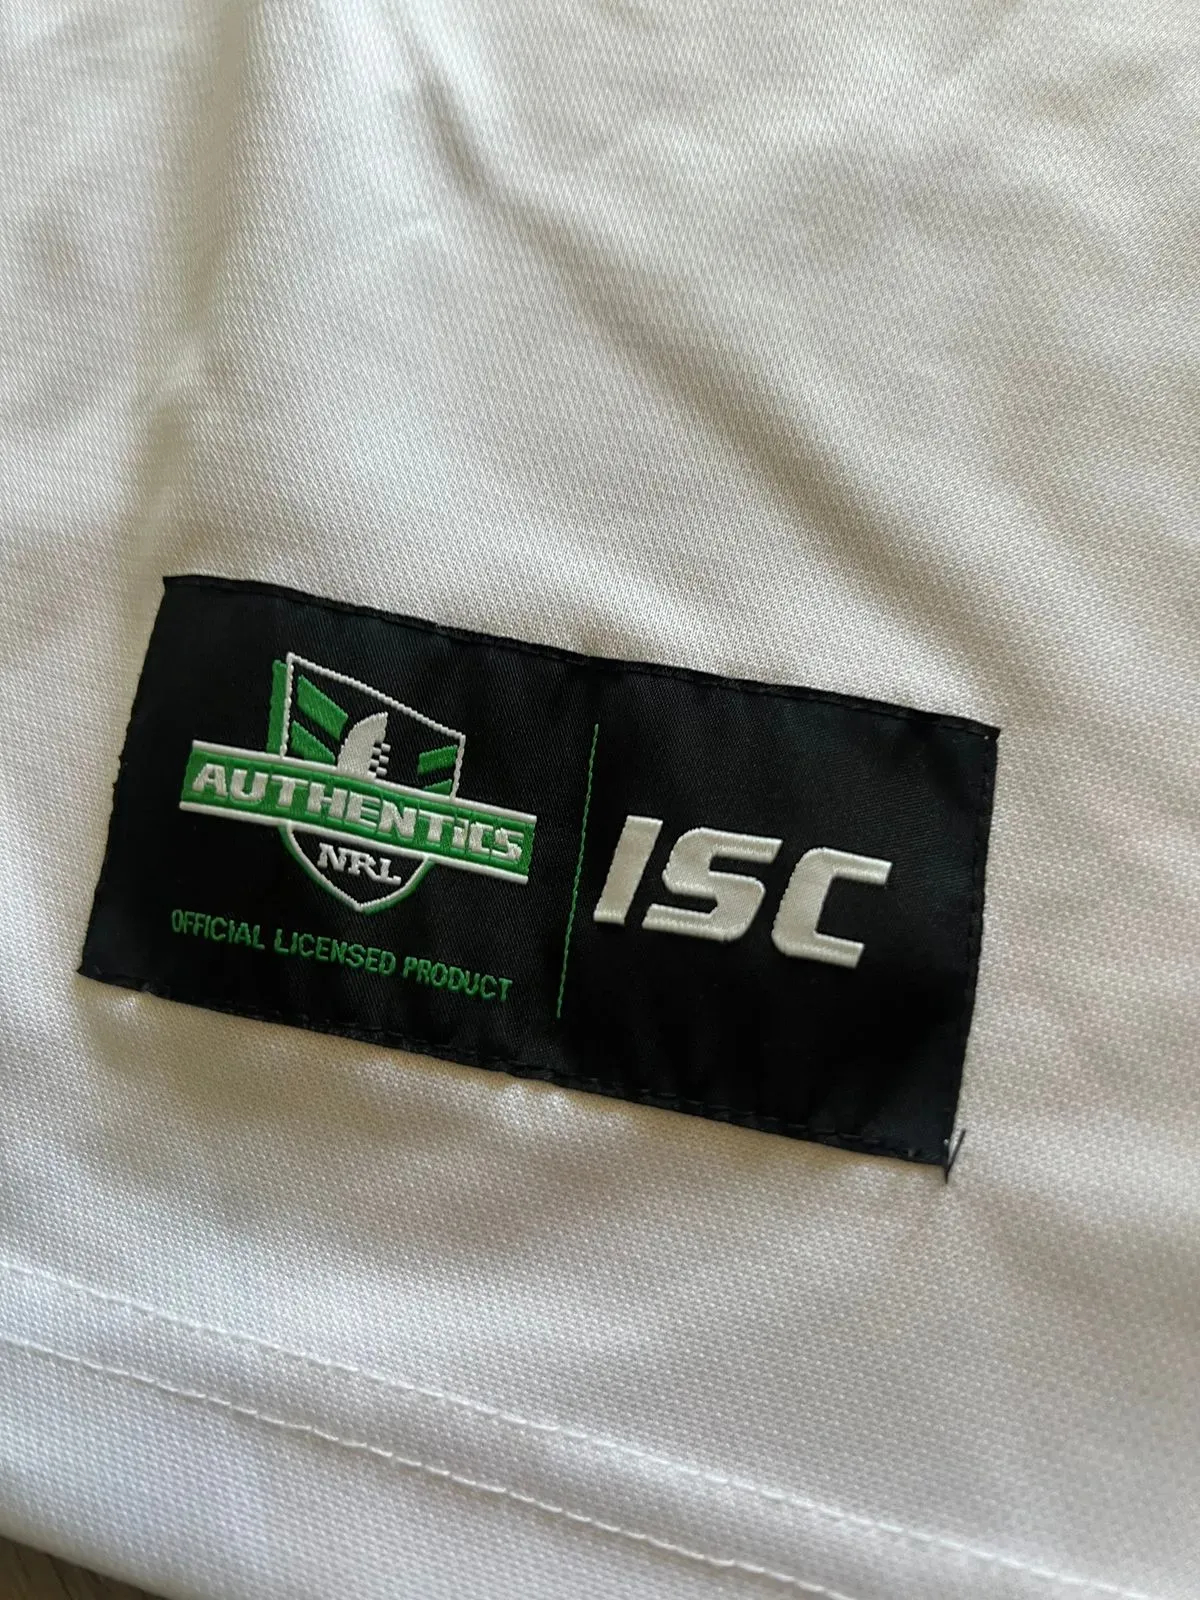 AUTHENTICS
NRL
OFFICIAL LICENSED PRODUCT
ISC